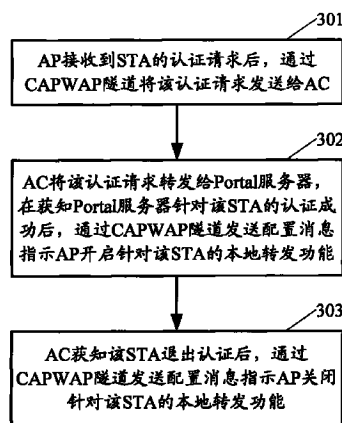 301
AP接收到STA的认证请求后，通过
CAPWAP隧道将该认证请求发送给AC
302
AC将该认证请求转发给Portal服务器，
在获知Portal服务器针对该STA的认证成
功后，通过CAPWAP隧道发送配置消息
指示AP开启针对该STA的本地转发功能
303
AC获知该STA退出认证后，通过
CAPWAP隧道发送配置消息指示AP关闭
针对该STA的本地转发功能